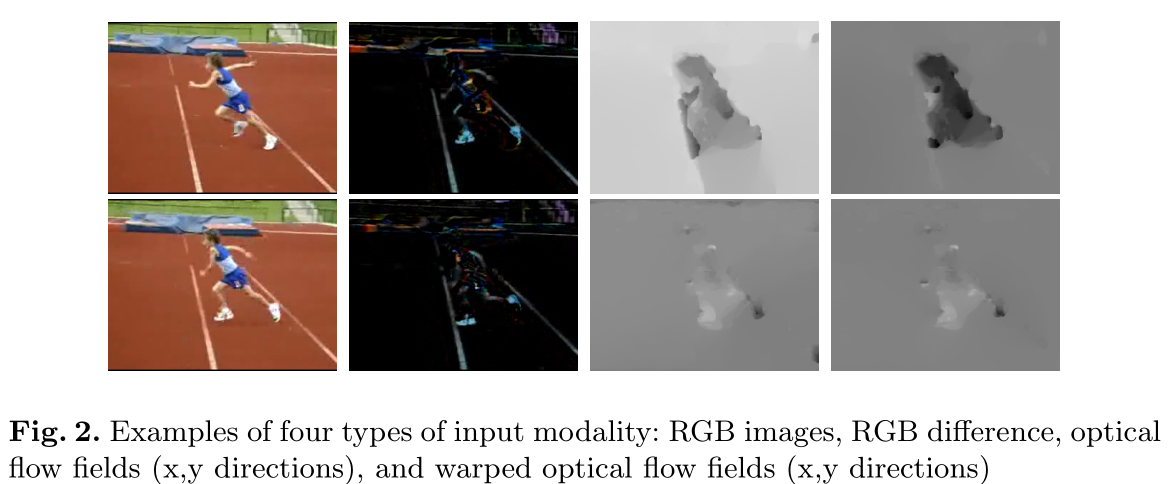 Fig. 2. Examples of four types of input modality: RGB images, RGB difference, optical
flow fields (x,y directions), and warped optical flow fields (x,y directions)